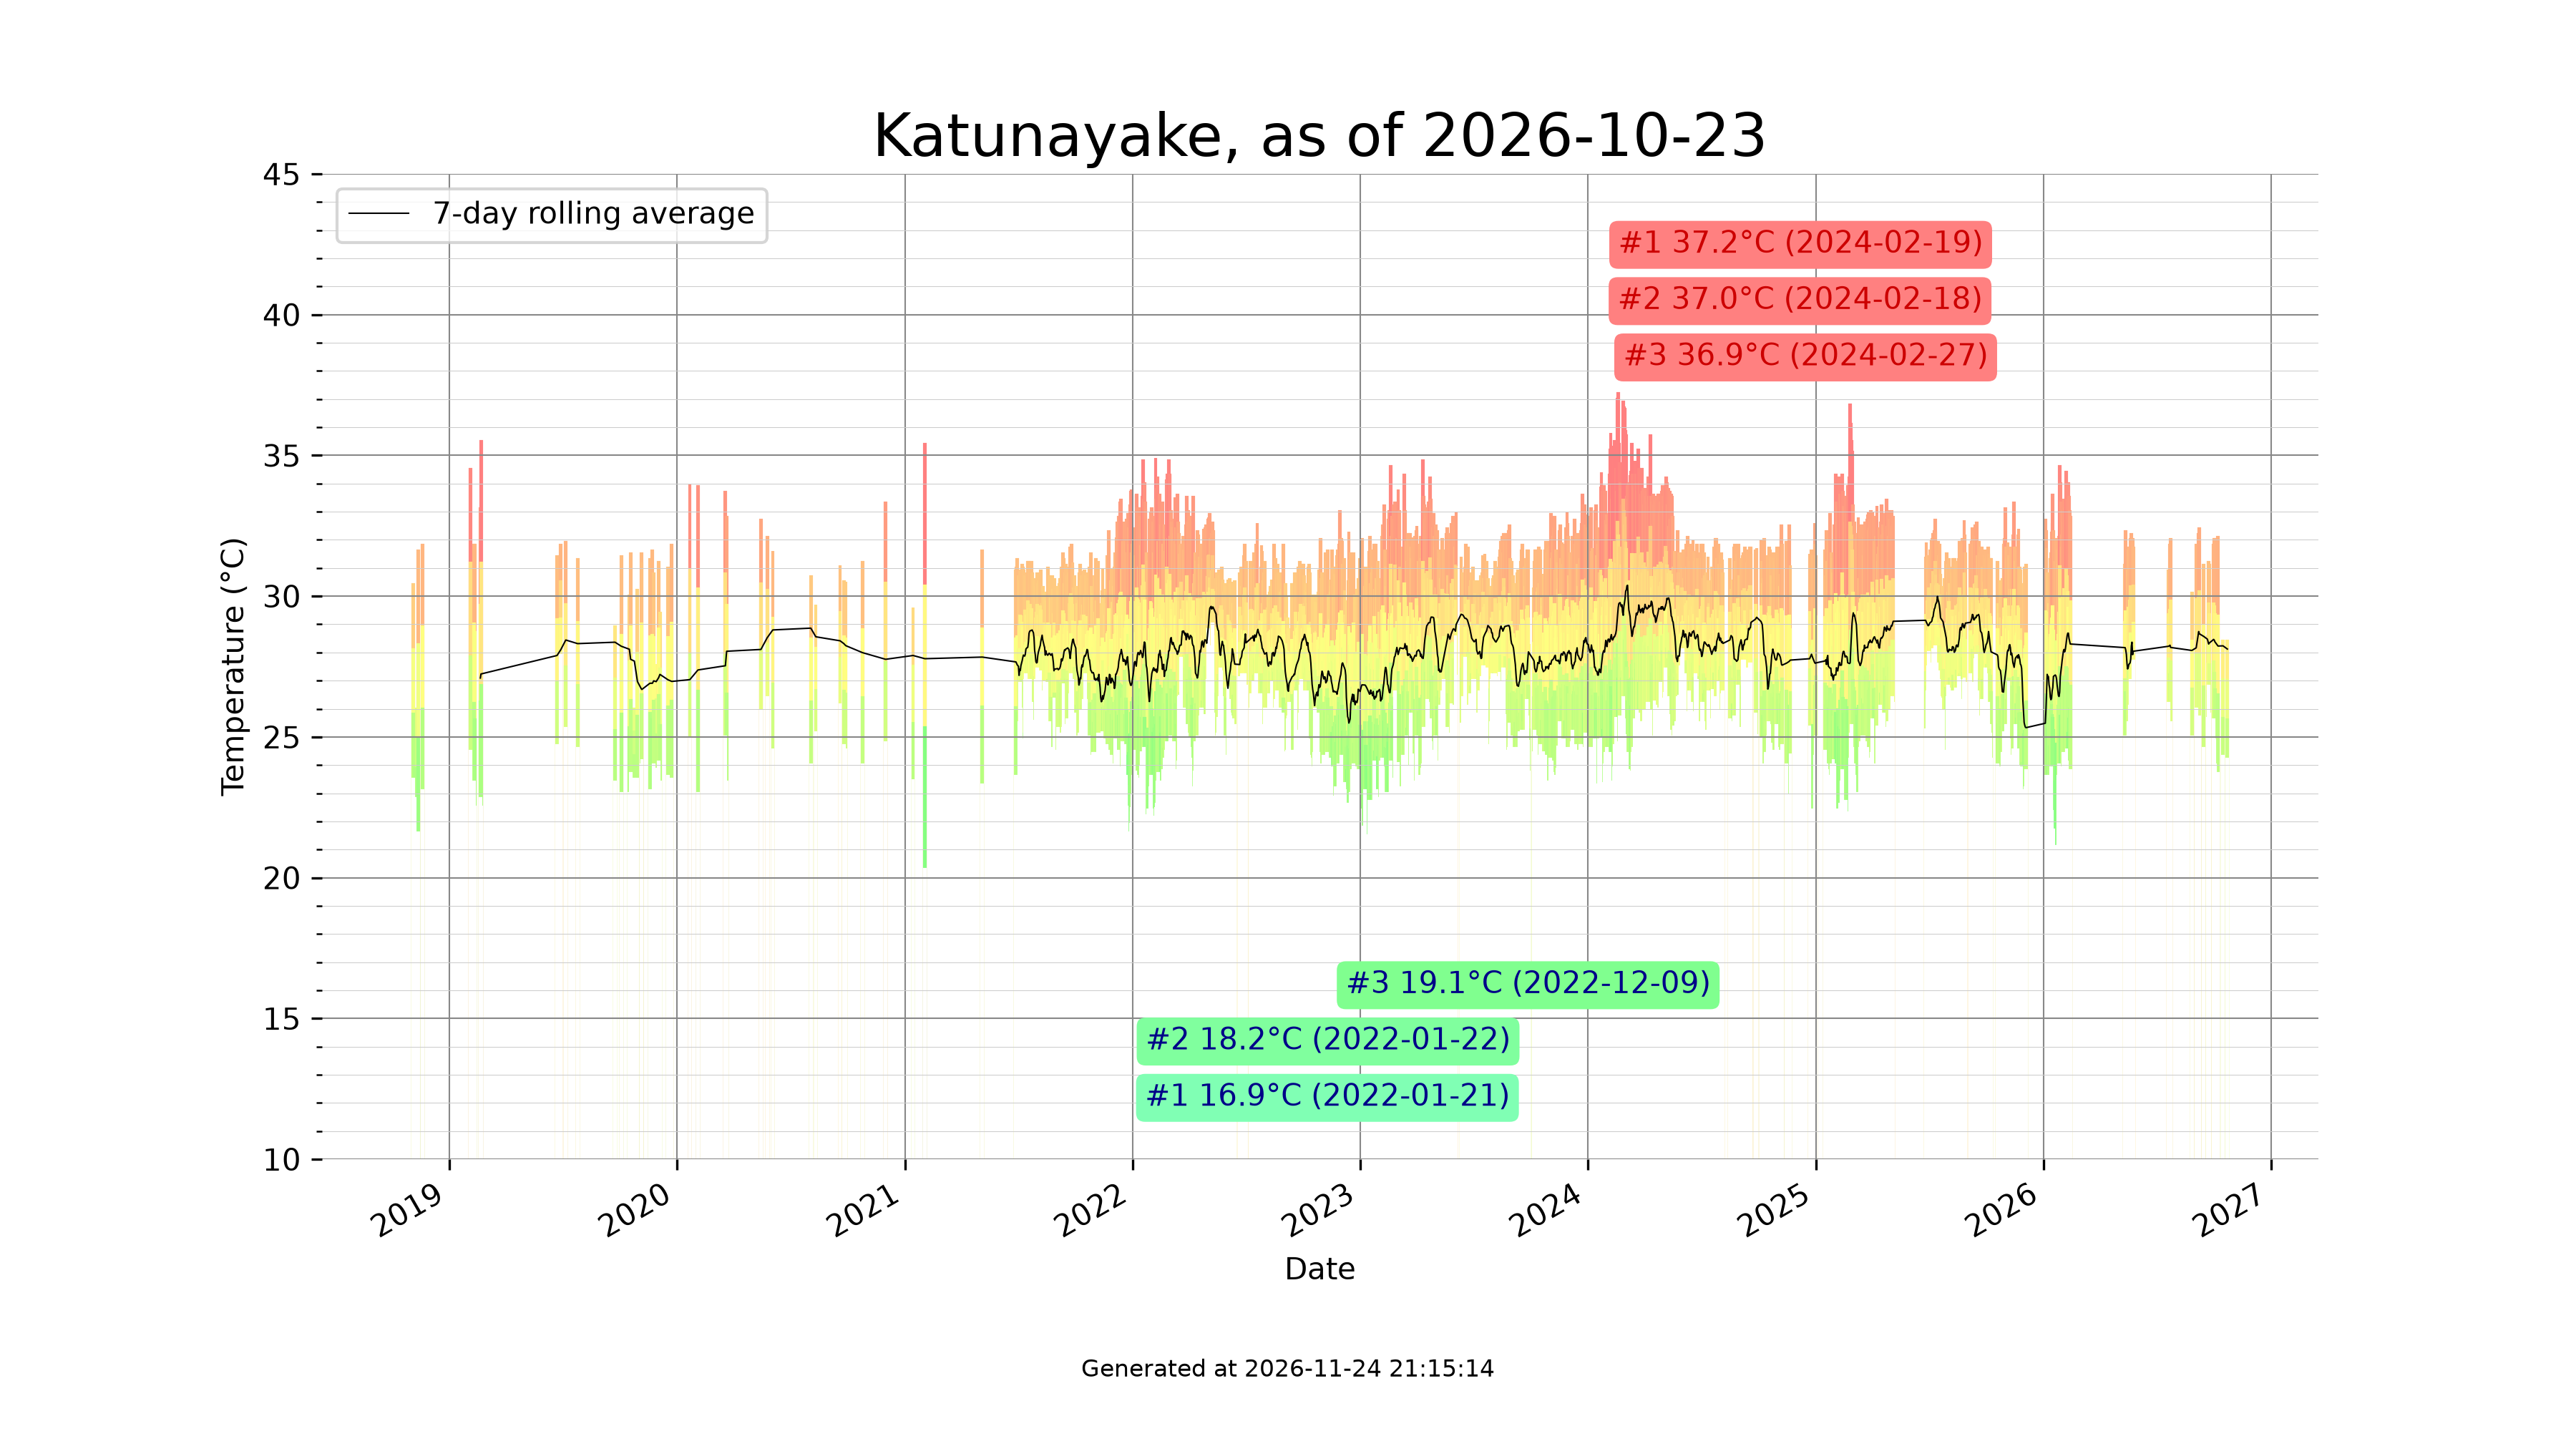 Katunayake, as of 2026-10-23
7-day rolling average
#1 37.2°C (2024-02-19)
#2 37.0°C (2024-02-18)
#3 36.9°C (2024-02-27)
#3 19.1°C (2022-12-09)
#2 18.2°C (2022-01-22)
#1 16.9°C (2022-01-21)
Temperature (°C)
45
40
35
30
25
20
15
10
2019
2020
2021
2022
2023
2024
2025
2026
2027
Date
Generated at 2026-11-24 21:15:14